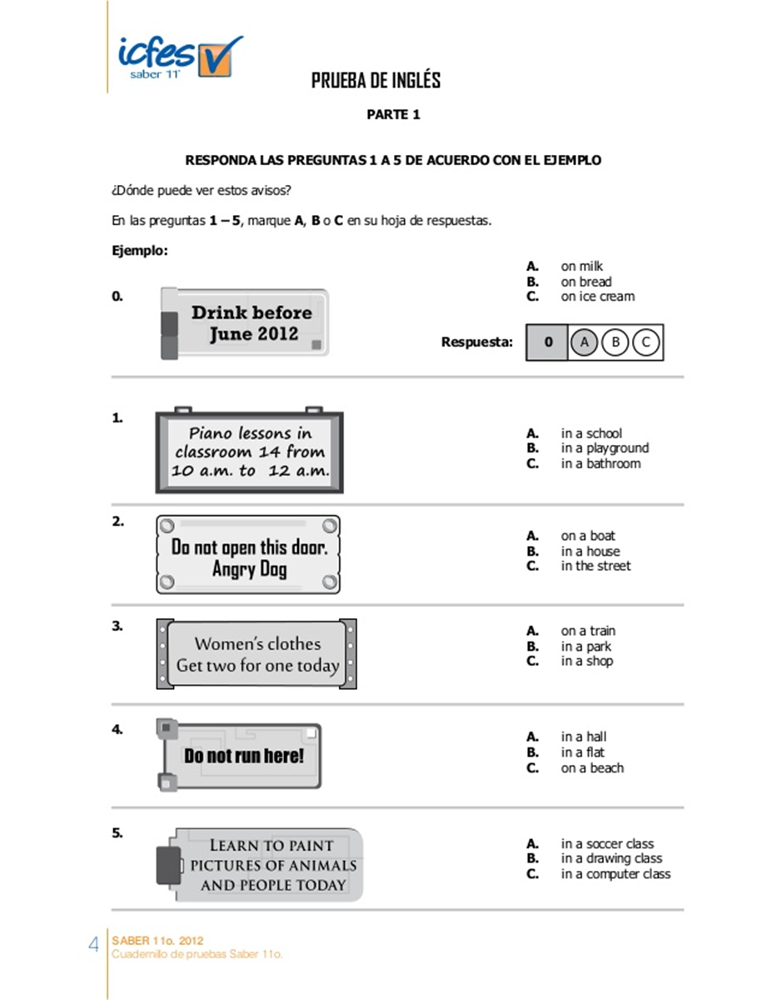 icfes
saber 11°
PRUEBA DE INGLÉS
PARTE 1
RESPONDA LAS PREGUNTAS 1 A 5 DE ACUERDO CON EL EJEMPLO
¿Dónde puede ver estos avisos?
En las preguntas 1 – 5, marque A, B o C en su hoja de respuestas.
Ejemplo:
0.
Drink before
June 2012
A. on milk
B. on bread
C. on ice cream
Respuesta: 0 A B C
1.
Piano lessons in
classroom 14 from
10 a.m. to 12 a.m.
A. in a school
B. in a playground
C. in a bathroom
2.
Do not open this door.
Angry Dog
A. on a boat
B. in a house
C. in the street
3.
Women's clothes
Get two for one today
A. on a train
B. in a park
C. in a shop
4.
Do not run here!
A. in a hall
B. in a flat
C. on a beach
5.
LEARN TO PAINT
PICTURES OF ANIMALS
AND PEOPLE TODAY
A. in a soccer class
B. in a drawing class
C. in a computer class
4
SABER 11o. 2012
Cuadernillo de pruebas Saber 11o.